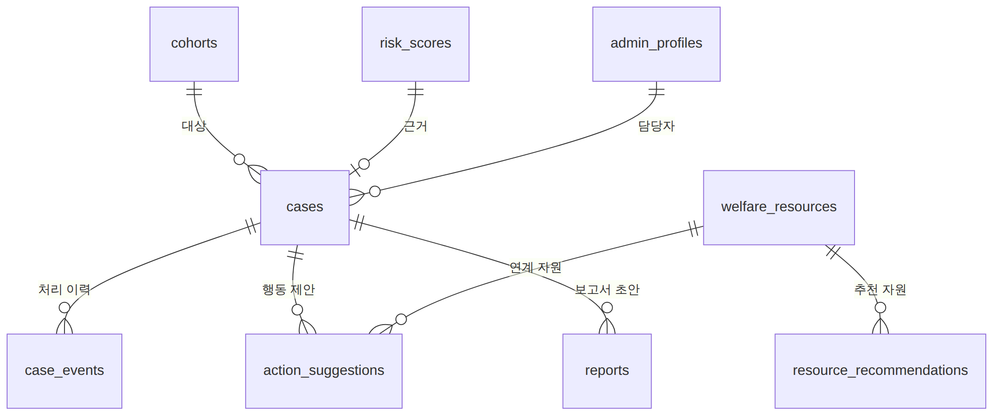 cohorts
risk_scores
admin_profiles
대상
근거
담당자
cases
welfare_resources
연계 자원
처리 이력
행동 제안
보고서 초안
추천 자원
case_events
action_suggestions
reports
resource_recommendations